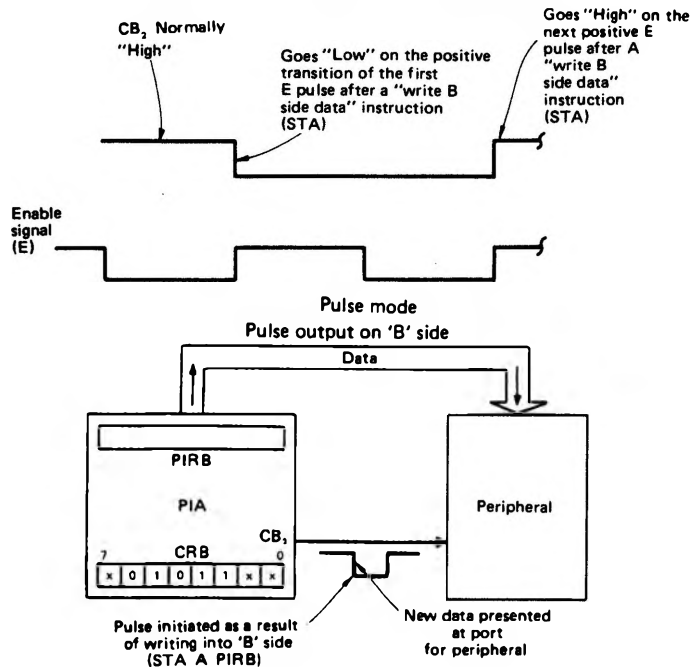 CB₂ Normally
"High"
Goes "Low" on the positive
transition of the first
E pulse after a "write B
side data" instruction
(STA)
Goes "High" on the
next positive E
pulse after A
"write B
side data"
instruction
(STA)
Enable
signal
(E)
Pulse mode
Pulse output on 'B' side
Data
PIRB
PIA
CB₂
7 CRB 0
x 0 1 0 1 1 x x
Peripheral
Pulse initiated as a result
of writing into 'B' side
(STA A PIRB)
New data presented
at port
for peripheral